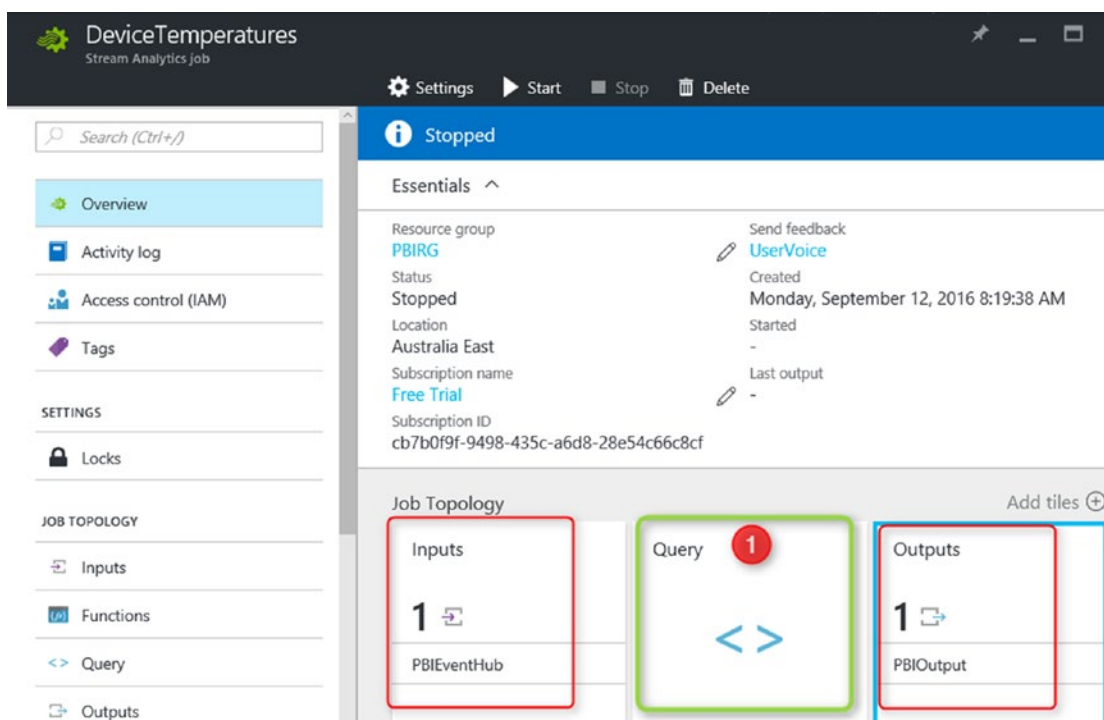 DeviceTemperatures
Stream Analytics job
Settings Start Stop Delete
Search (Ctrl+/)
Overview
Activity log
Access control (IAM)
Tags
SETTINGS
Locks
JOB TOPOLOGY
Inputs
Functions
Query
Outputs
Stopped
Essentials
Resource group
PBIRG
Status
Stopped
Location
Australia East
Subscription name
Free Trial
Subscription ID
cb7b0f9f-9498-435c-a6d8-28e54c66c8cf
Send feedback
UserVoice
Created
Monday, September 12, 2016 8:19:38 AM
Started
-
Last output
-
Job Topology
Add tiles
Inputs
1
PBIEventHub
Query
1
< >
Outputs
1
PBIOutput